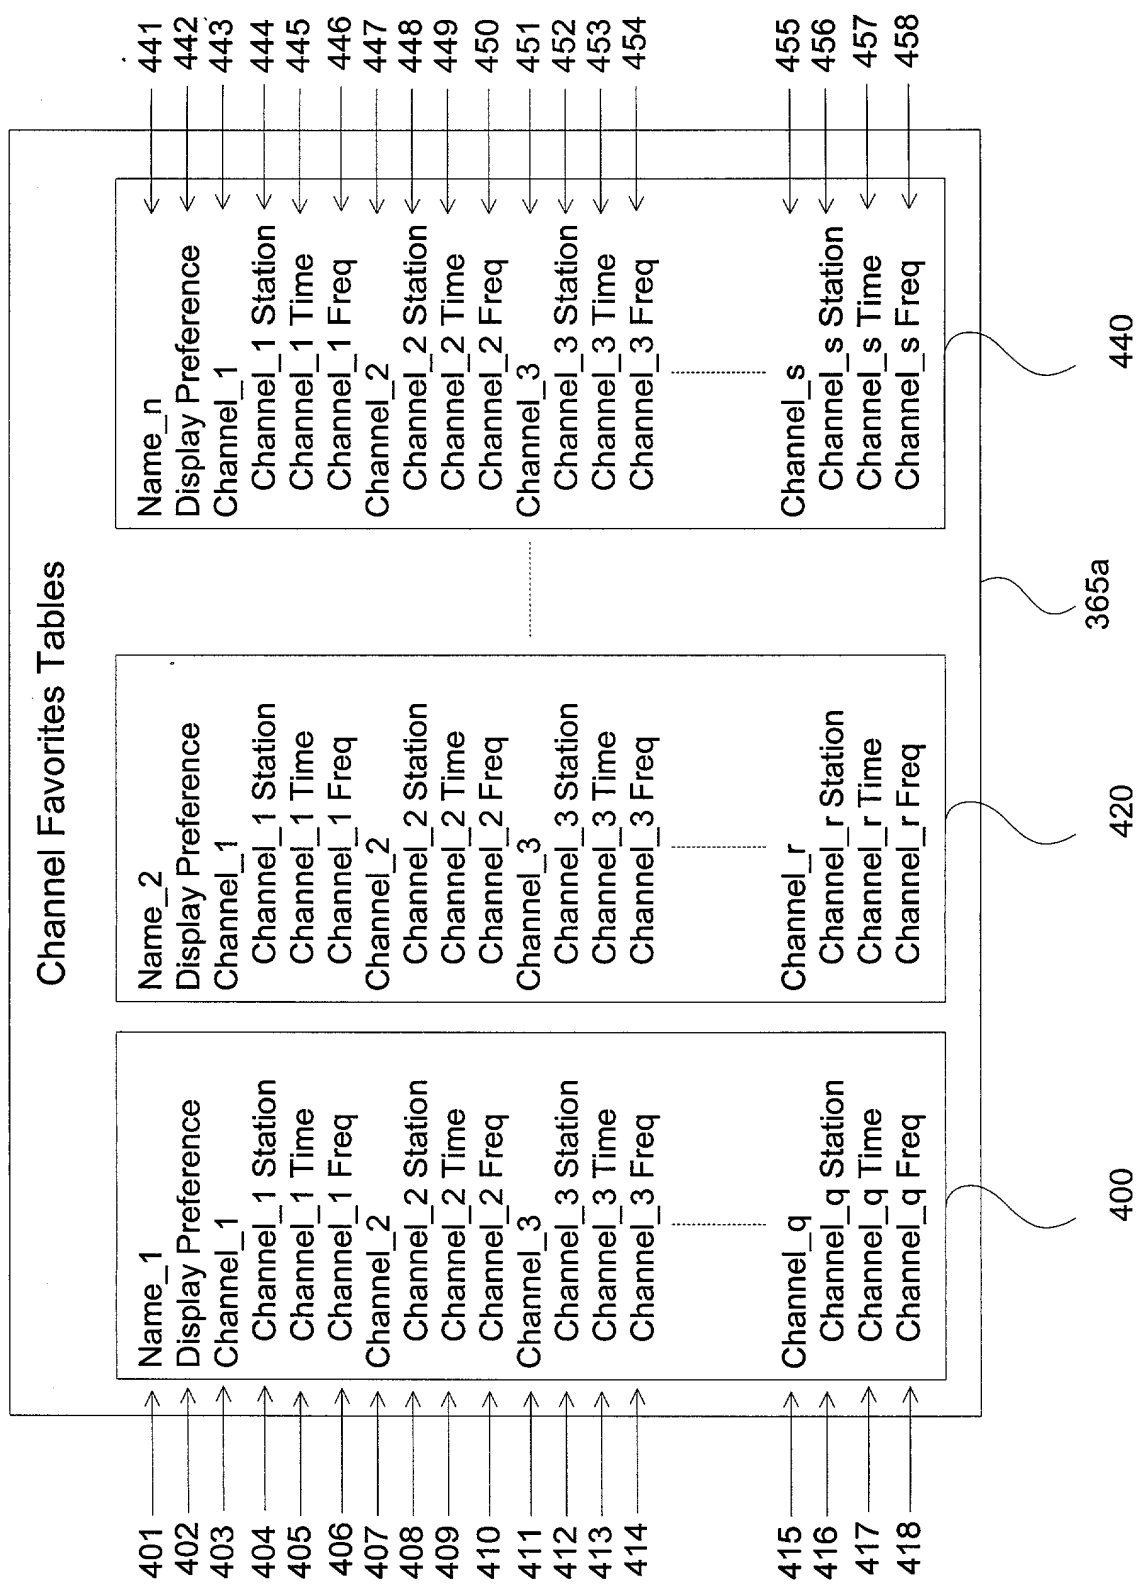 Channel Favorites Tables
401
402
403
404
405
406
407
408
409
410
411
412
413
414
415
416
417
418
Name_1
Display Preference
Channel_1
Channel_1 Station
Channel_1 Time
Channel_1 Freq
Channel_2
Channel_2 Station
Channel_2 Time
Channel_2 Freq
Channel_3
Channel_3 Station
Channel_3 Time
Channel_3 Freq
Channel_q
Channel_q Station
Channel_q Time
Channel_q Freq
Name_2
Display Preference
Channel_1
Channel_1 Station
Channel_1 Time
Channel_1 Freq
Channel_2
Channel_2 Station
Channel_2 Time
Channel_2 Freq
Channel_3
Channel_3 Station
Channel_3 Time
Channel_3 Freq
Channel_r
Channel_r Station
Channel_r Time
Channel_r Freq
Name_n
Display Preference
Channel_1
Channel_1 Station
Channel_1 Time
Channel_1 Freq
Channel_2
Channel_2 Station
Channel_2 Time
Channel_2 Freq
Channel_3
Channel_3 Station
Channel_3 Time
Channel_3 Freq
Channel_s
Channel_s Station
Channel_s Time
Channel_s Freq
441
442
443
444
445
446
447
448
449
450
451
452
453
454
455
456
457
458
400
420
365a
440